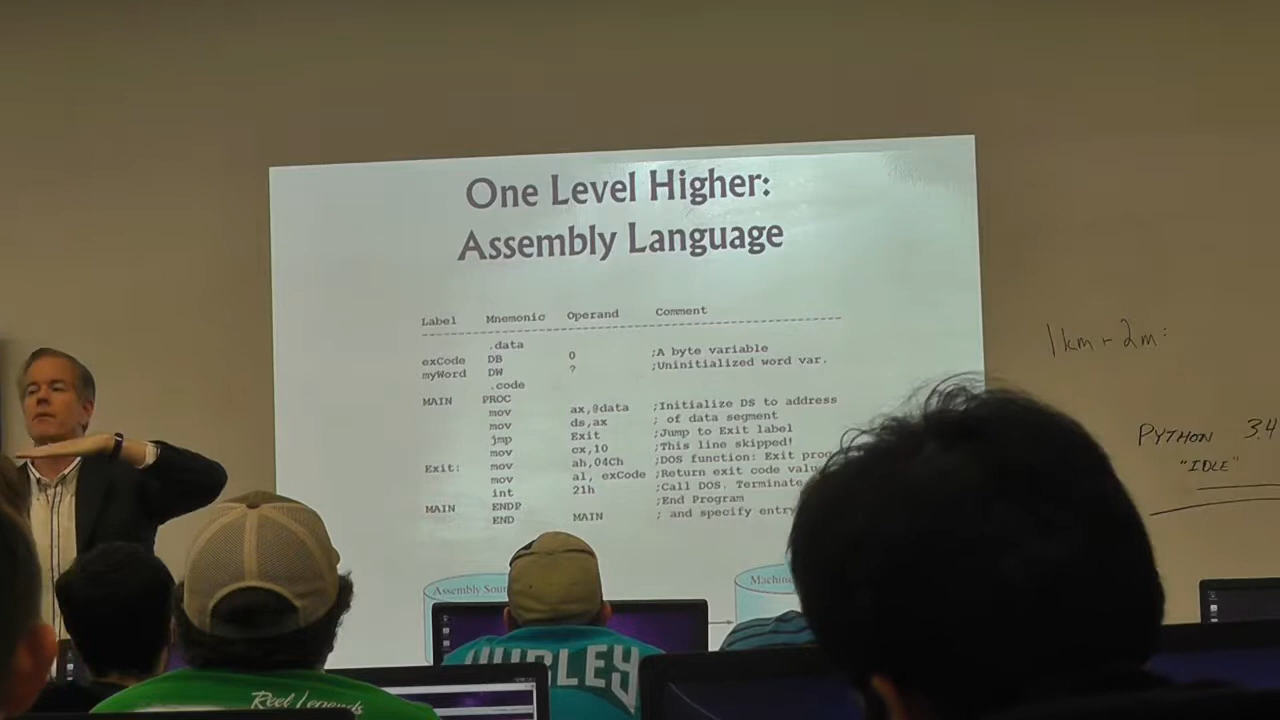 One Level Higher:
Assembly Language
Label Mnemonic Operand Comment
.data
exCode DB 0 ;A byte variable
myWord DW ? ;Uninitialized word var.
.code
MAIN PROC
mov ax,@data ;Initialize DS to address
mov ds,ax ; of data segment
jmp Exit ;Jump to Exit label
mov cx,10 ;This line skipped!
Exit: mov ah,04Ch ;DOS function: Exit prog
mov al, exCode ;Return exit code valu
int 21h ;Call DOS. Terminate
MAIN ENDP ;End Program
END MAIN ; and specify entry
Assembly Sour
Machine
1km + 2m:
PYTHON 3.4
"IDLE"
HURLEY
Reel Legends